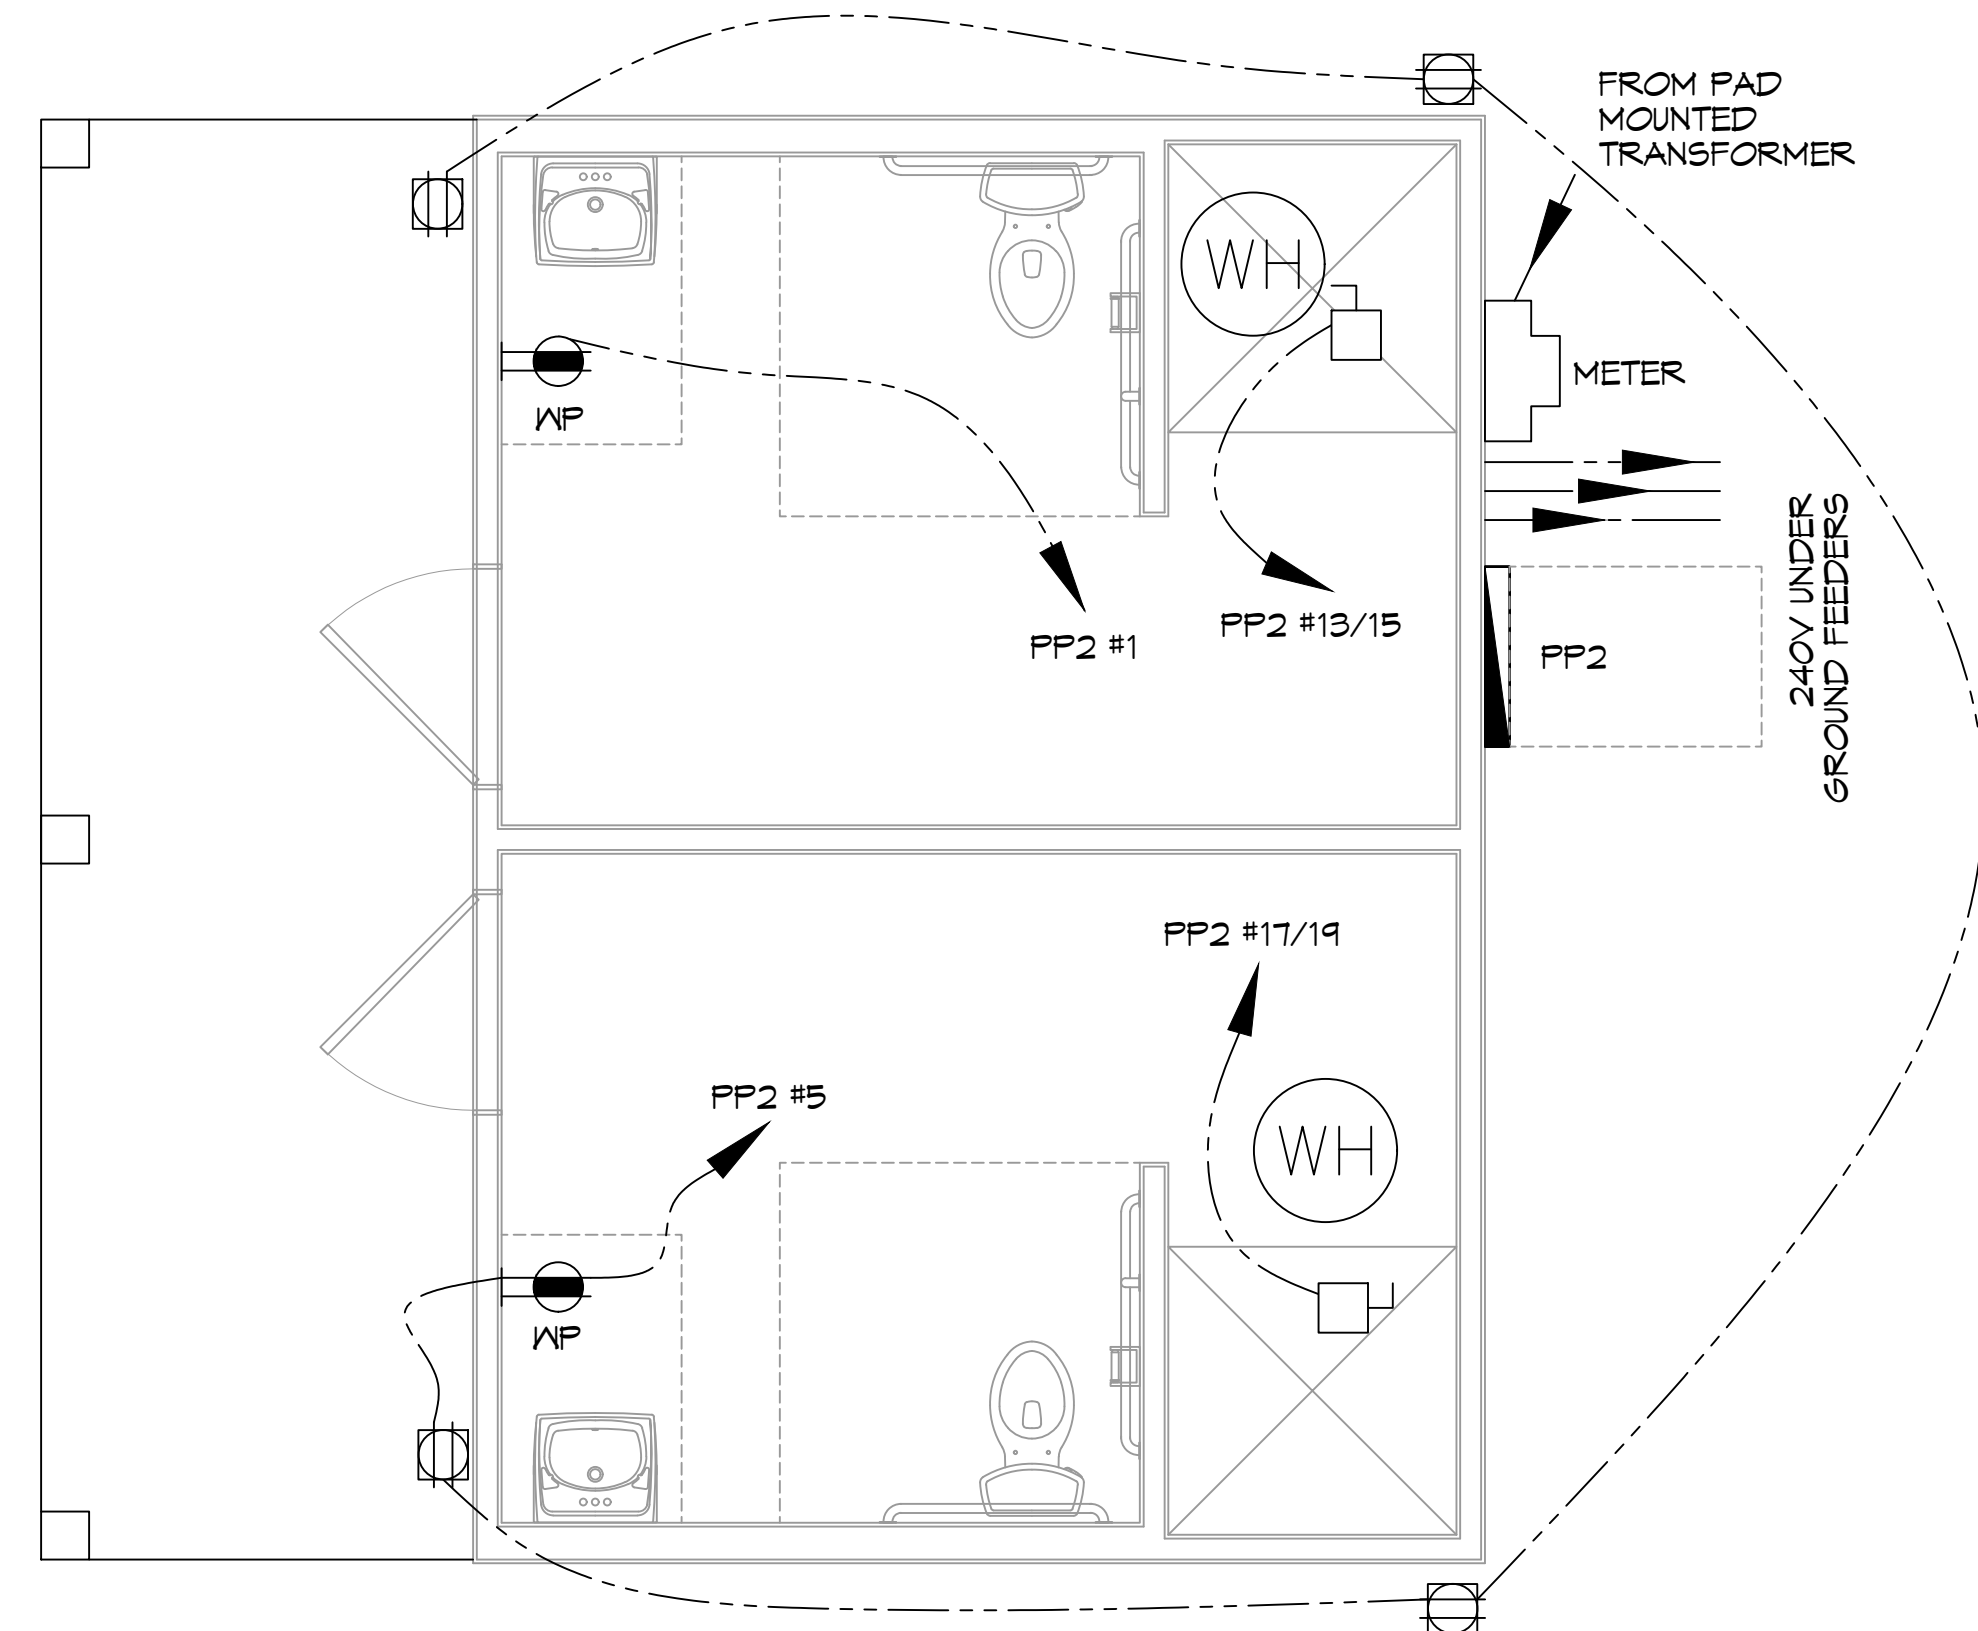 FROM PAD
MOUNTED
TRANSFORMER
WH
METER
WP
240V UNDER
GROUND FEEDERS
PP2 #13/15
PP2 #1
PP2
PP2 #17/19
PP2 #5
WH
WP